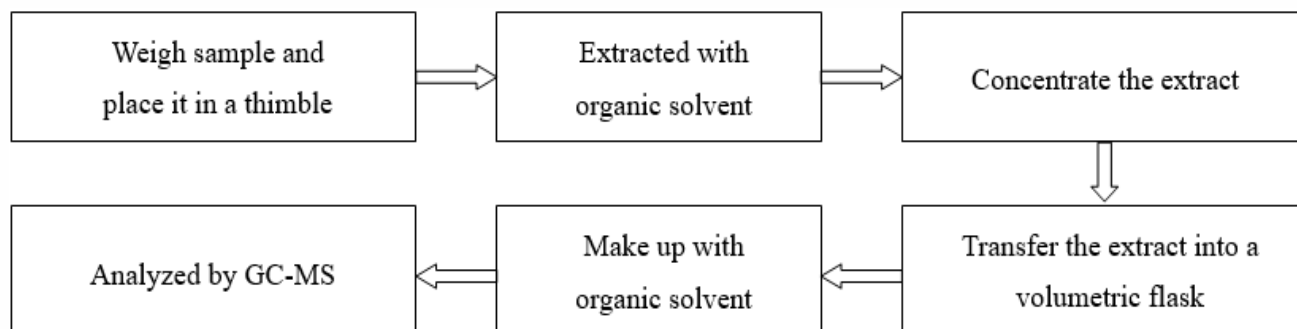 Weigh sample and
place it in a thimble
Extracted with
organic solvent
Concentrate the extract
Transfer the extract into a
volumetric flask
Make up with
organic solvent
Analyzed by GC-MS